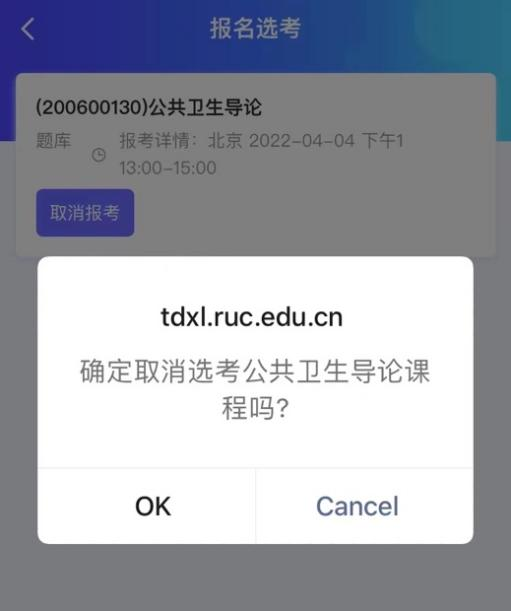 报名选考
(200600130)公共卫生导论
题库
报考详情：北京 2022-04-04 下午1
13:00-15:00
取消报考
tdxl.ruc.edu.cn
确定取消选考公共卫生导论课
程吗?
OK
Cancel